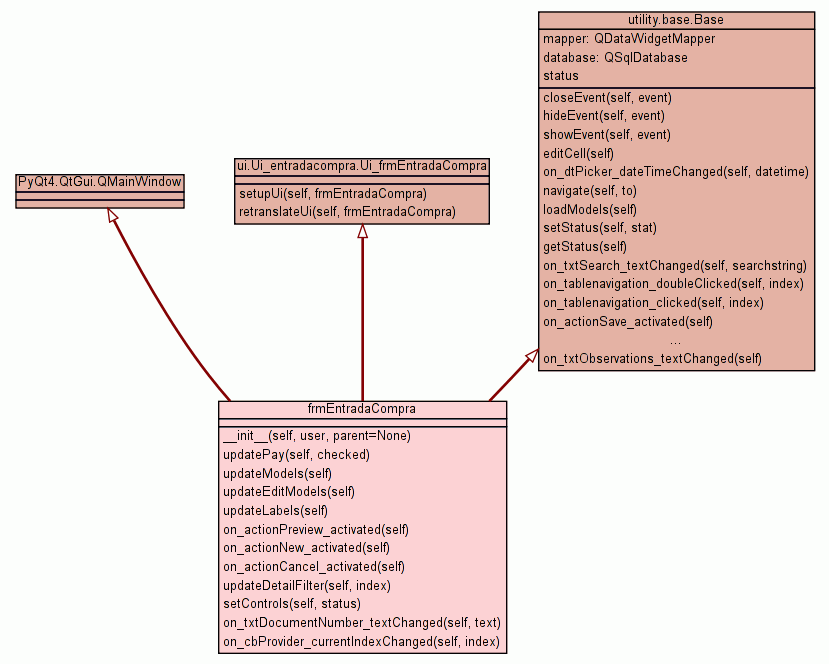 utility.base.Base
mapper: QDataWidgetMapper
database: QSqlDatabase
status
closeEvent(self, event)
hideEvent(self, event)
showEvent(self, event)
editCell(self)
on_dtPicker_dateTimeChanged(self, datetime)
navigate(self, to)
loadModels(self)
setStatus(self, stat)
getStatus(self)
on_txtSearch_textChanged(self, searchstring)
on_tablenavigation_doubleClicked(self, index)
on_tablenavigation_clicked(self, index)
on_actionSave_activated(self)
...
on_txtObservations_textChanged(self)
ui.Ui_entradacompra.Ui_frmEntradaCompra
setupUi(self, frmEntradaCompra)
retranslateUi(self, frmEntradaCompra)
PyQt4.QtGui.QMainWindow
frmEntradaCompra
__init__(self, user, parent=None)
updatePay(self, checked)
updateModels(self)
updateEditModels(self)
updateLabels(self)
on_actionPreview_activated(self)
on_actionNew_activated(self)
on_actionCancel_activated(self)
updateDetailFilter(self, index)
setControls(self, status)
on_txtDocumentNumber_textChanged(self, text)
on_cbProvider_currentIndexChanged(self, index)